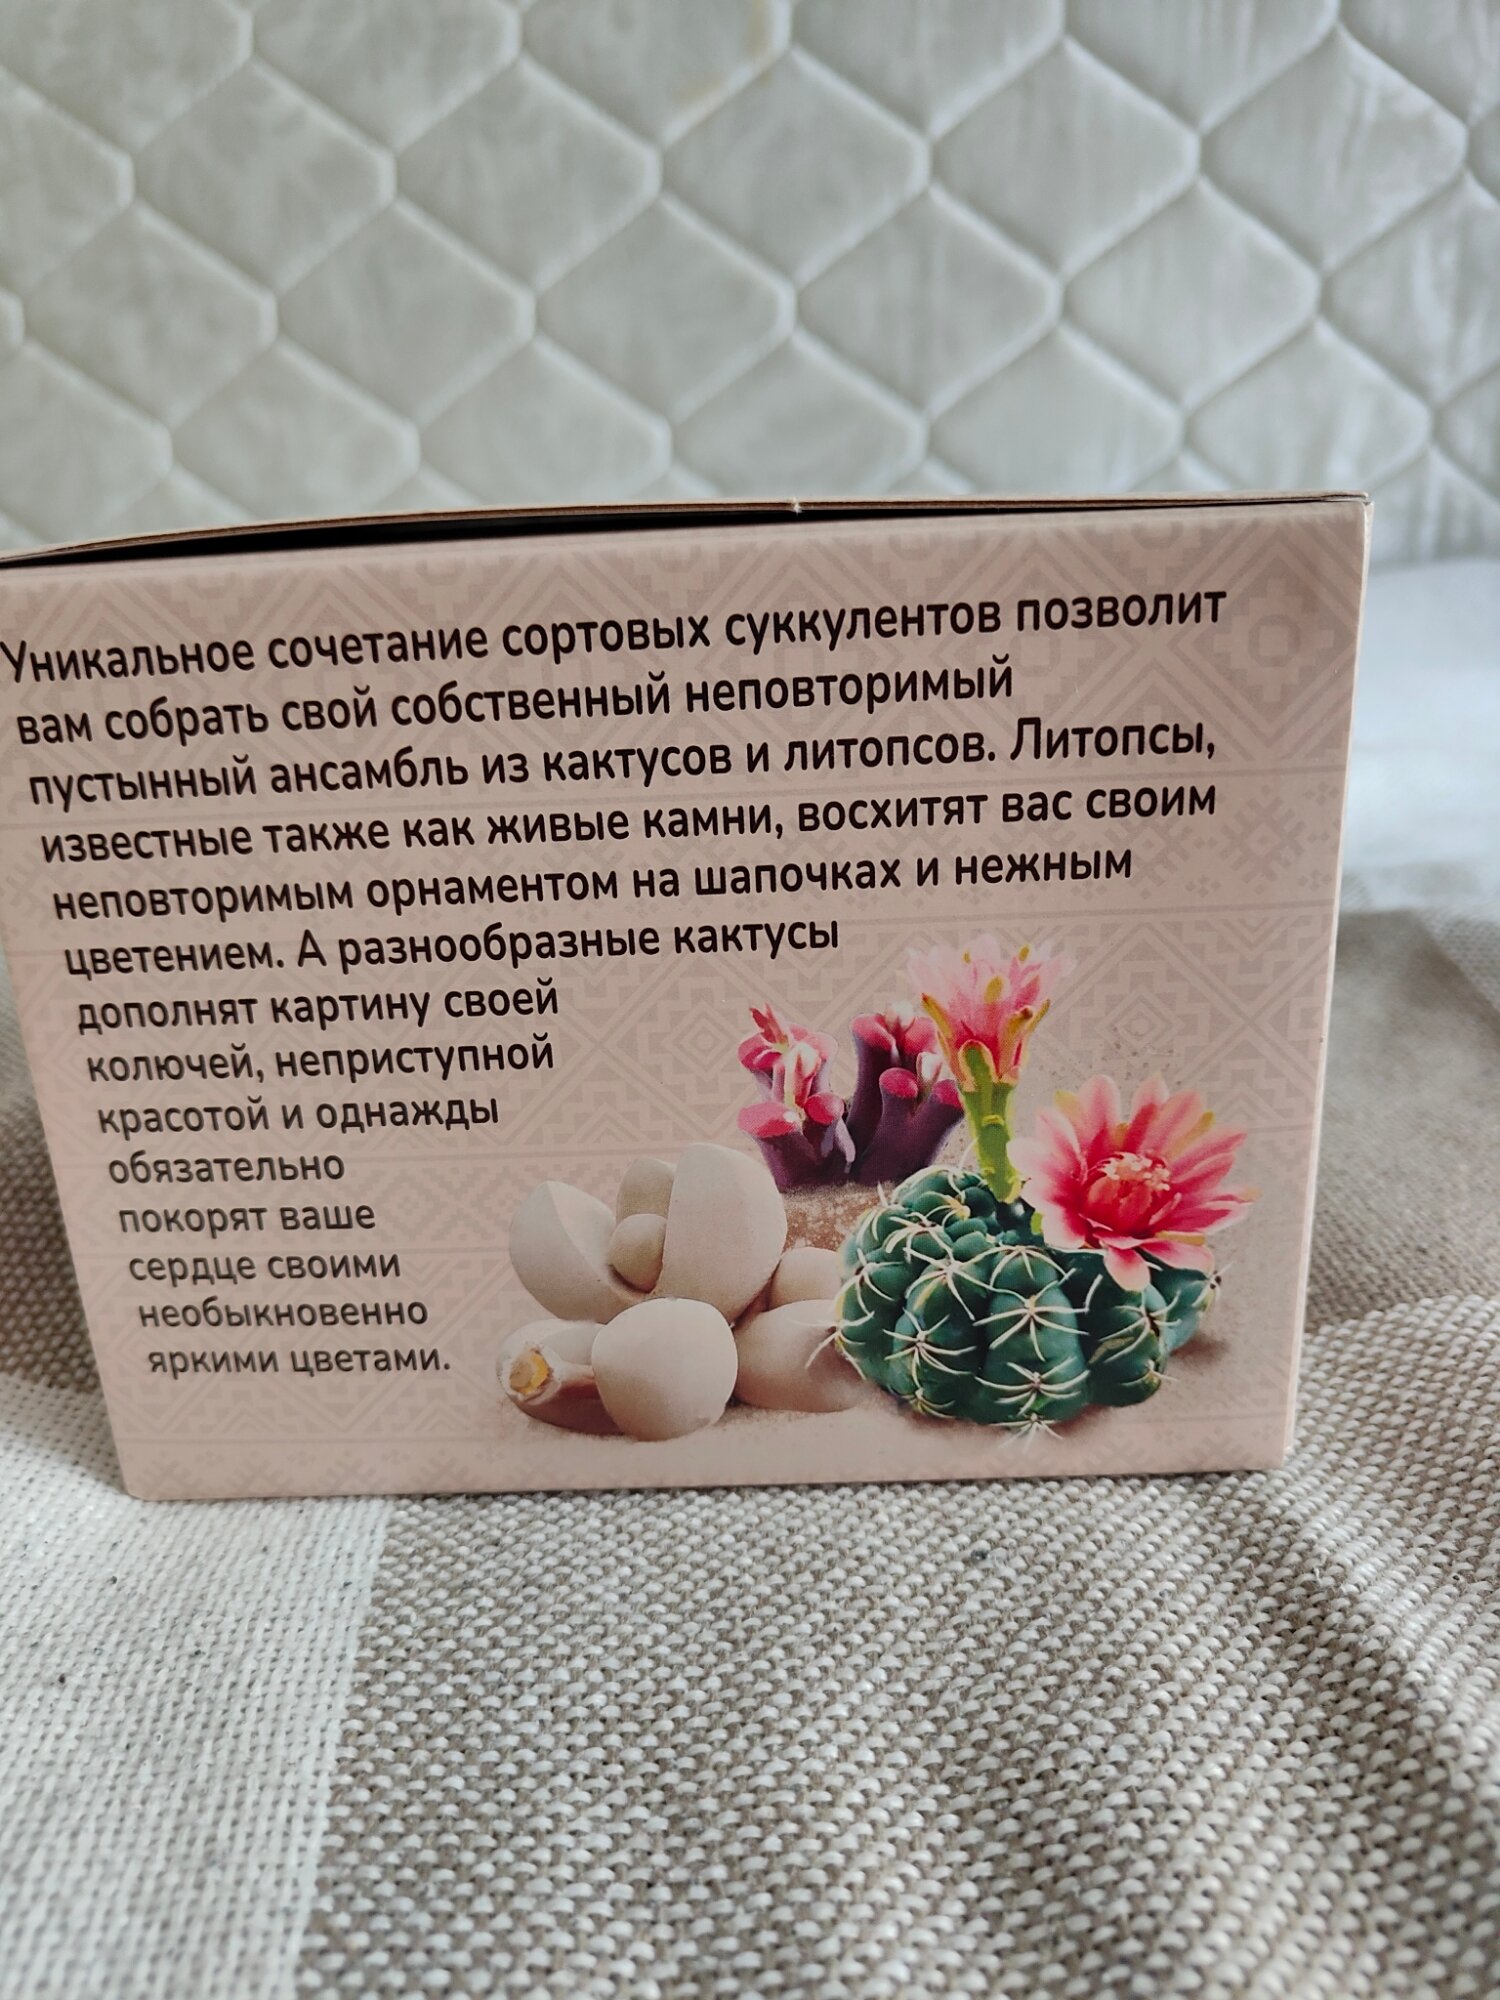 Уникальное сочетание сортовых суккулентов позволит
вам собрать свой собственный неповторимый
пустынный ансамбль из кактусов и литопсов. Литопсы,
известные также как живые камни, восхитят вас своим
неповторимым орнаментом на шапочках и нежным
цветением. А разнообразные кактусы
дополнят картину своей
колючей, неприступной
красотой и однажды
обязательно
покорят ваше
сердце своими
необыкновенно
яркими цветами.